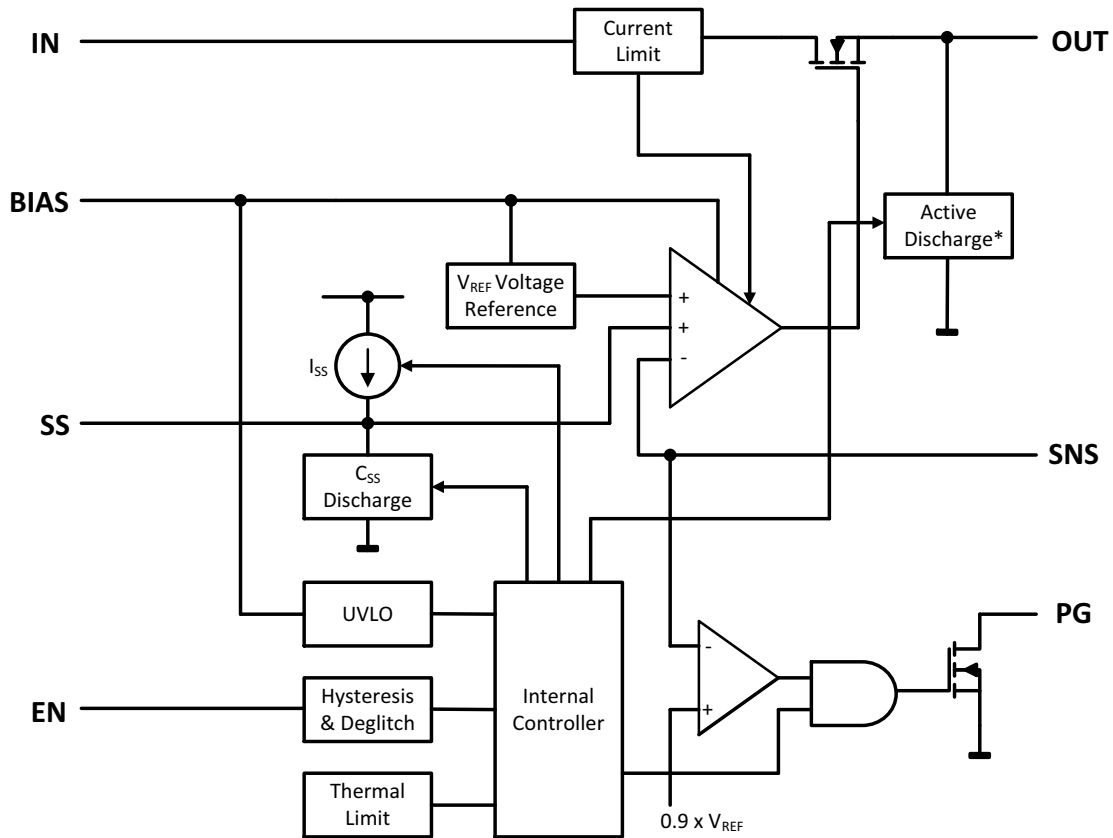 IN
Current
Limit
OUT
BIAS
Active
Discharge*
V_REF Voltage
Reference
+
+
-
I_SS
SS
SNS
C_SS
Discharge
UVLO
PG
-
EN
Hysteresis
& Deglitch
Internal
Controller
+
Thermal
Limit
0.9 x V_REF